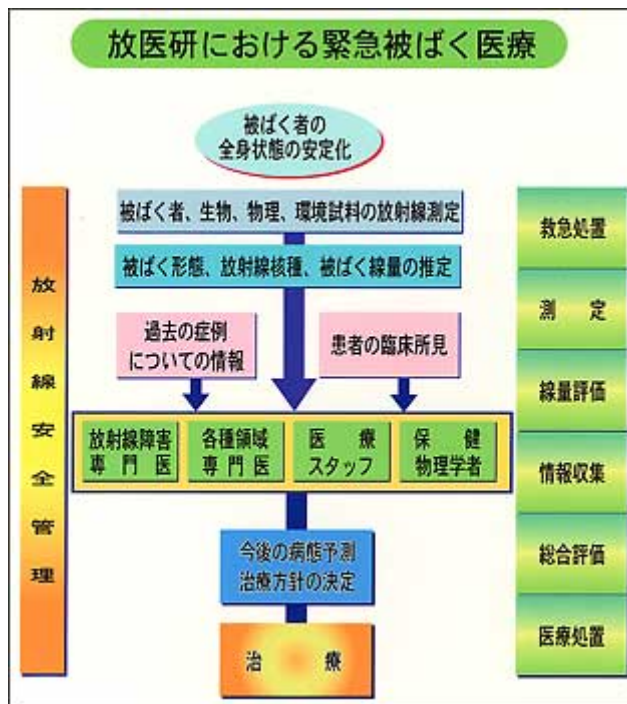 放医研における緊急被ばく医療
被ばく者の
全身状態の安定化
被ばく者、生物、物理、環境試料の放射線測定
被ばく形態、放射線核種、被ばく線量の推定
過去の症例
についての情報
患者の臨床所見
放射線障害
専門医
各種領域
専門医
医療
スタッフ
保健
物理学者
今後の病態予測
治療方針の決定
治療
放射線安全管理
救急処置
測定
線量評価
情報収集
総合評価
医療処置